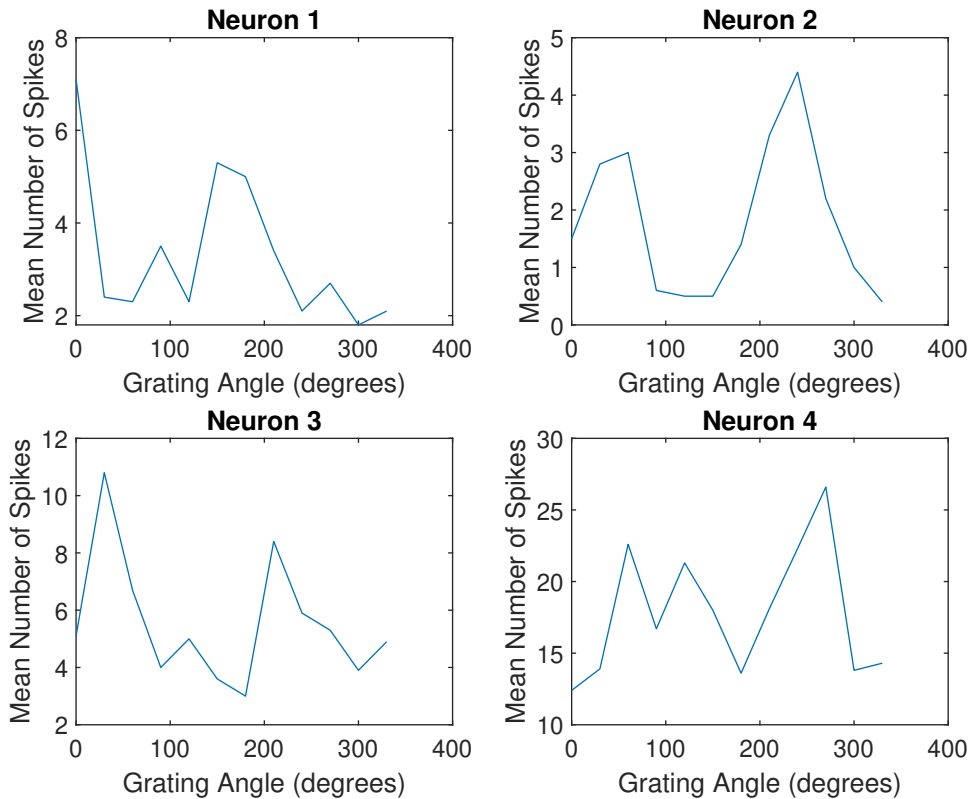 Neuron 1
Mean Number of Spikes
8
6
4
2
0 100 200 300 400
Grating Angle (degrees)
Neuron 2
Mean Number of Spikes
5
4
3
2
1
0
0 100 200 300 400
Grating Angle (degrees)
Neuron 3
Mean Number of Spikes
12
10
8
6
4
2
0 100 200 300 400
Grating Angle (degrees)
Neuron 4
Mean Number of Spikes
30
25
20
15
10
0 100 200 300 400
Grating Angle (degrees)